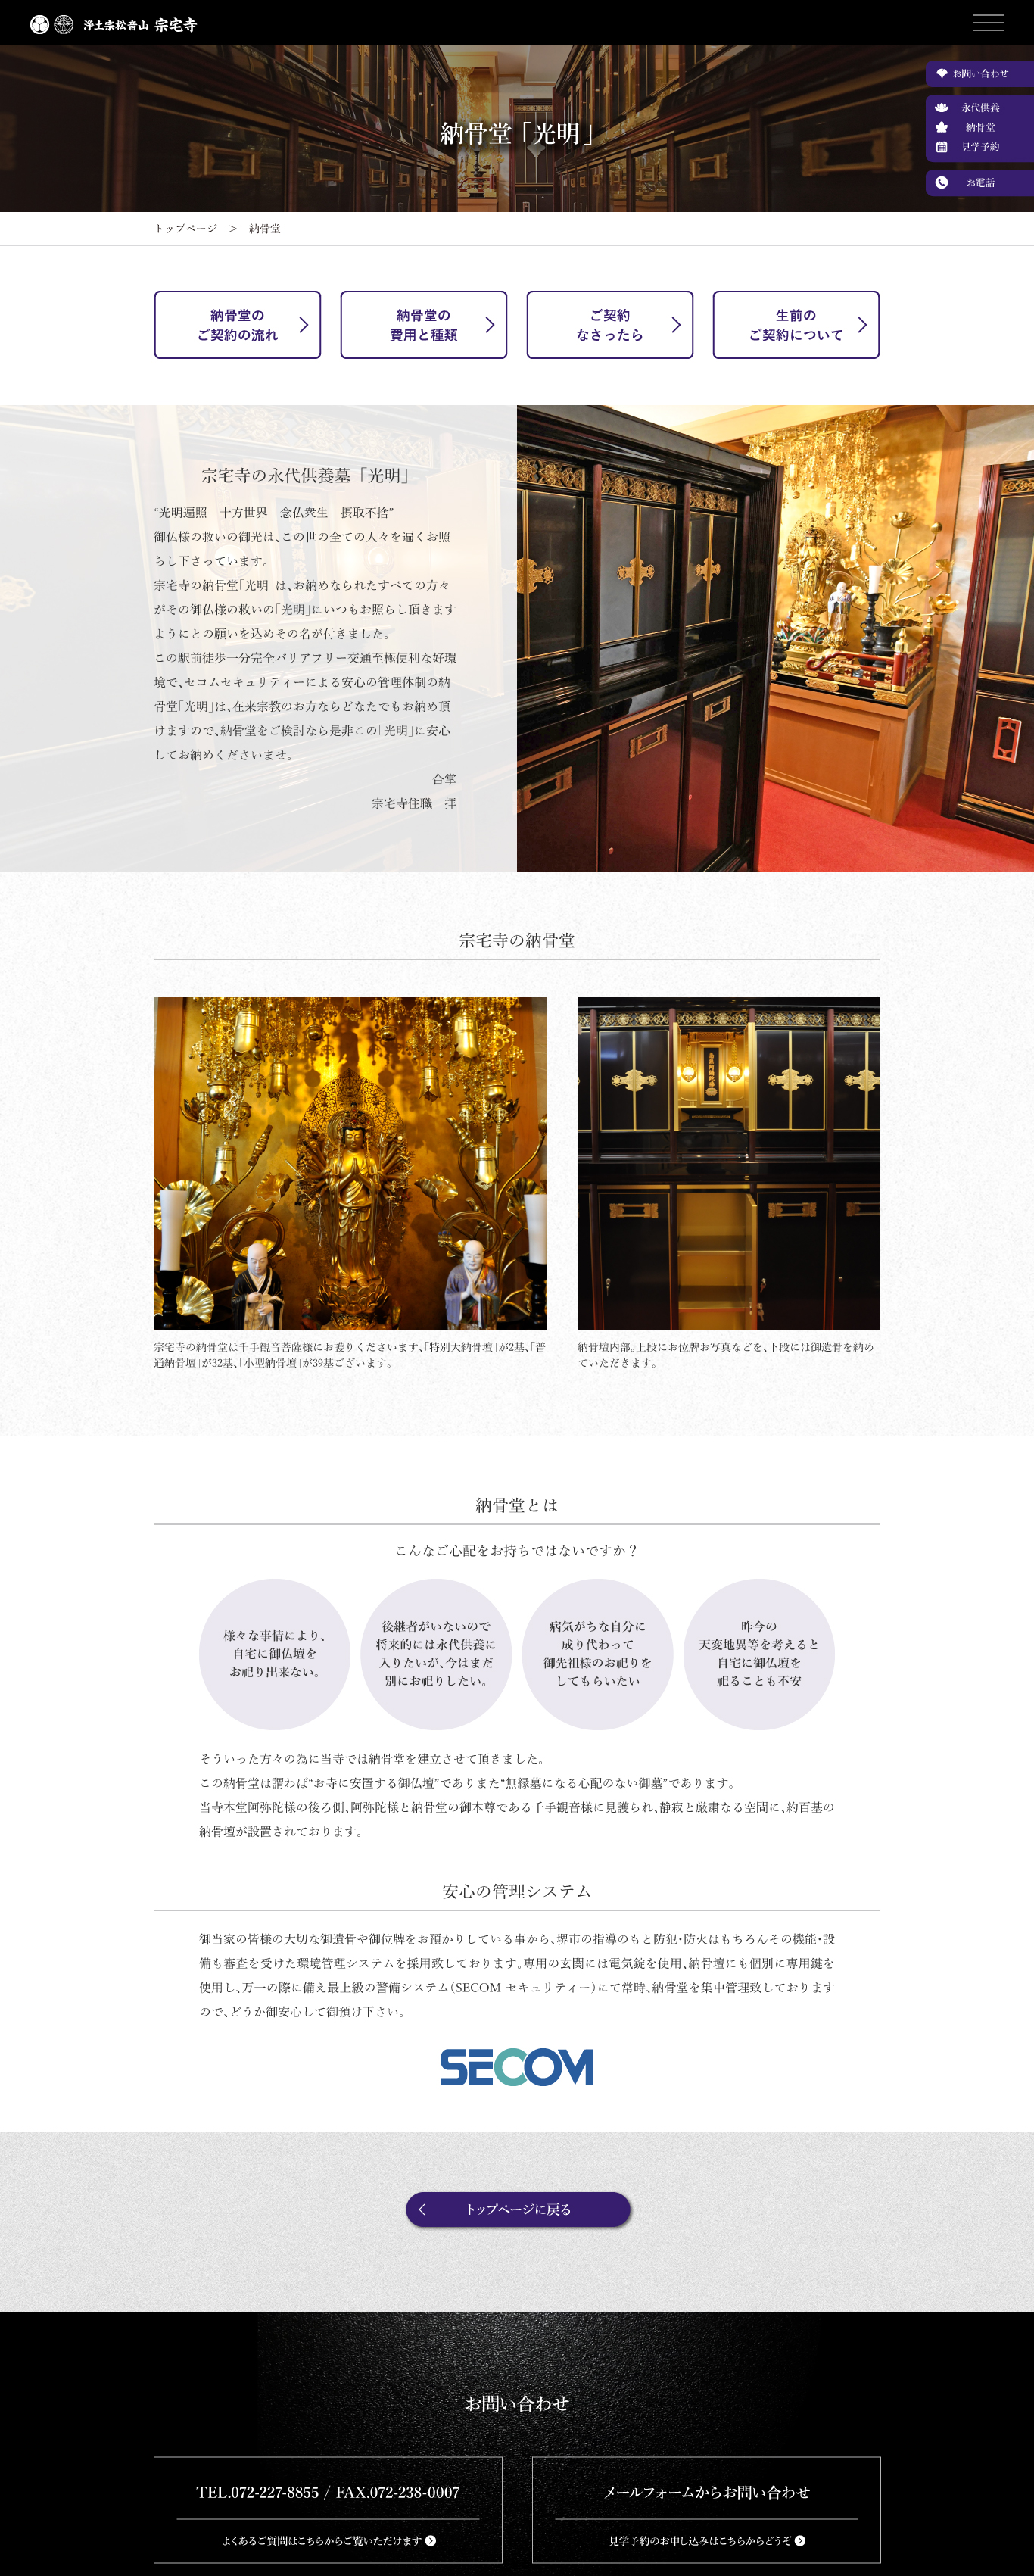 浄土宗松音山 宗宅寺
お問い合わせ
永代供養
納骨堂
見学予約
お電話
納骨堂「光明」
トップページ　＞　納骨堂
納骨堂の
ご契約の流れ
納骨堂の
費用と種類
ご契約
なさったら
生前の
ご契約について
宗宅寺の永代供養墓「光明」
“光明遍照　十方世界　念仏衆生　摂取不捨”
御仏様の救いの御光は、この世の全ての人々を遍くお照
らし下さっています。
宗宅寺の納骨堂「光明」は、お納めなられたすべての方々
がその御仏様の救いの「光明」にいつもお照らし頂きます
ようにとの願いを込めその名が付きました。
この駅前徒歩一分完全バリアフリー交通至極便利な好環
境で、セコムセキュリティーによる安心の管理体制の納
骨堂「光明」は、在来宗教のお方ならどなたでもお納め頂
けますので、納骨堂をご検討なら是非この「光明」に安心
してお納めくださいませ。
合掌
宗宅寺住職　拝
宗宅寺の納骨堂
宗宅寺の納骨堂は千手観音菩薩様にお護りくださいます、「特別大納骨壇」が2基、「普
通納骨壇」が32基、「小型納骨壇」が39基ございます。
納骨壇内部。上段にお位牌お写真などを、下段には御遺骨を納め
ていただきます。
納骨堂とは
こんなご心配をお持ちではないですか？
様々な事情により、
自宅に御仏壇を
お祀り出来ない。
後継者がいないので
将来的には永代供養に
入りたいが、今はまだ
別にお祀りしたい。
病気がちな自分に
成り代わって
御先祖様のお祀りを
してもらいたい
昨今の
天変地異等を考えると
自宅に御仏壇を
祀ることも不安
そういった方々の為に当寺では納骨堂を建立させて頂きました。
この納骨堂は謂わば“お寺に安置する御仏壇”でありまた“無縁墓になる心配のない御墓”であります。
当寺本堂阿弥陀様の後ろ側、阿弥陀様と納骨堂の御本尊である千手観音様に見護られ、静寂と厳粛なる空間に、約百基の
納骨壇が設置されております。
安心の管理システム
御当家の皆様の大切な御遺骨や御位牌をお預かりしている事から、堺市の指導のもと防犯・防火はもちろんその機能・設
備も審査を受けた環境管理システムを採用致しております。専用の玄関には電気錠を使用、納骨壇にも個別に専用鍵を
使用し、万一の際に備え最上級の警備システム（SECOM セキュリティー）にて常時、納骨堂を集中管理致しております
ので、どうか御安心して御預け下さい。
SECOM
トップページに戻る
お問い合わせ
TEL.072-227-8855 / FAX.072-238-0007
よくあるご質問はこちらからご覧いただけます
メールフォームからお問い合わせ
見学予約のお申し込みはこちらからどうぞ